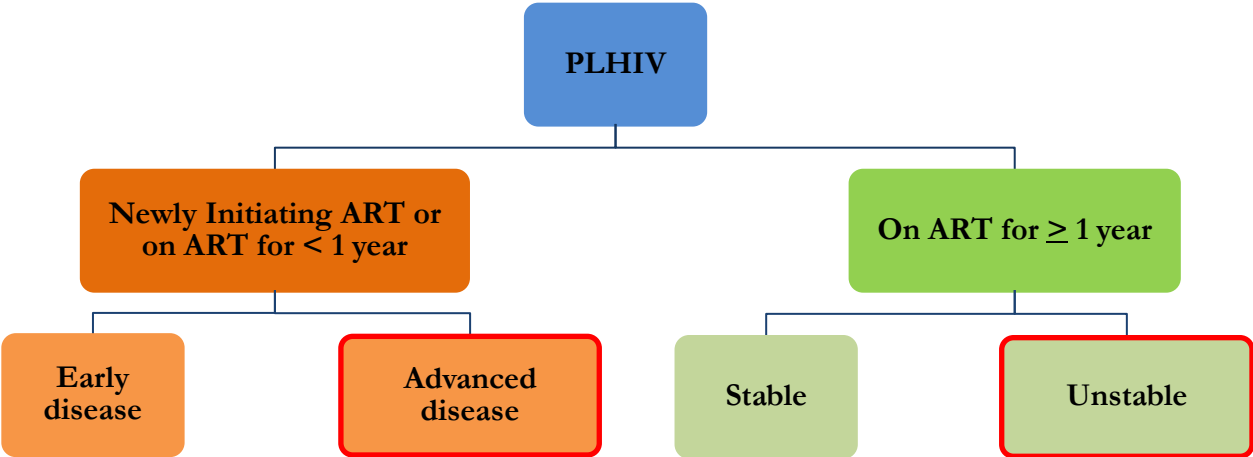 PLHIV
Newly Initiating ART or
on ART for < 1 year
On ART for ≥ 1 year
Early
disease
Advanced
disease
Stable
Unstable